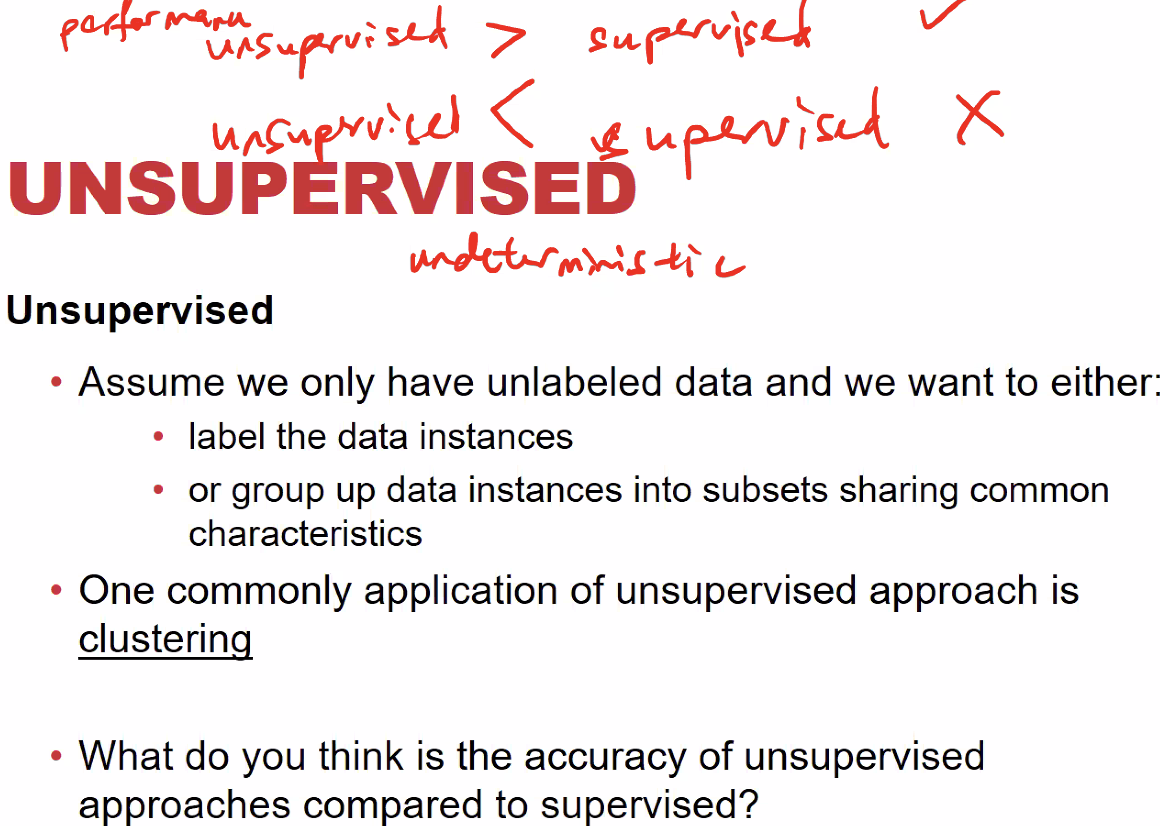 performanu
unsupervised > supervised ✓
unsupervised < supervised X
UNSUPERVISED
undeterministic
Unsupervised
• Assume we only have unlabeled data and we want to either:
• label the data instances
• or group up data instances into subsets sharing common
characteristics
• One commonly application of unsupervised approach is
clustering
• What do you think is the accuracy of unsupervised
approaches compared to supervised?